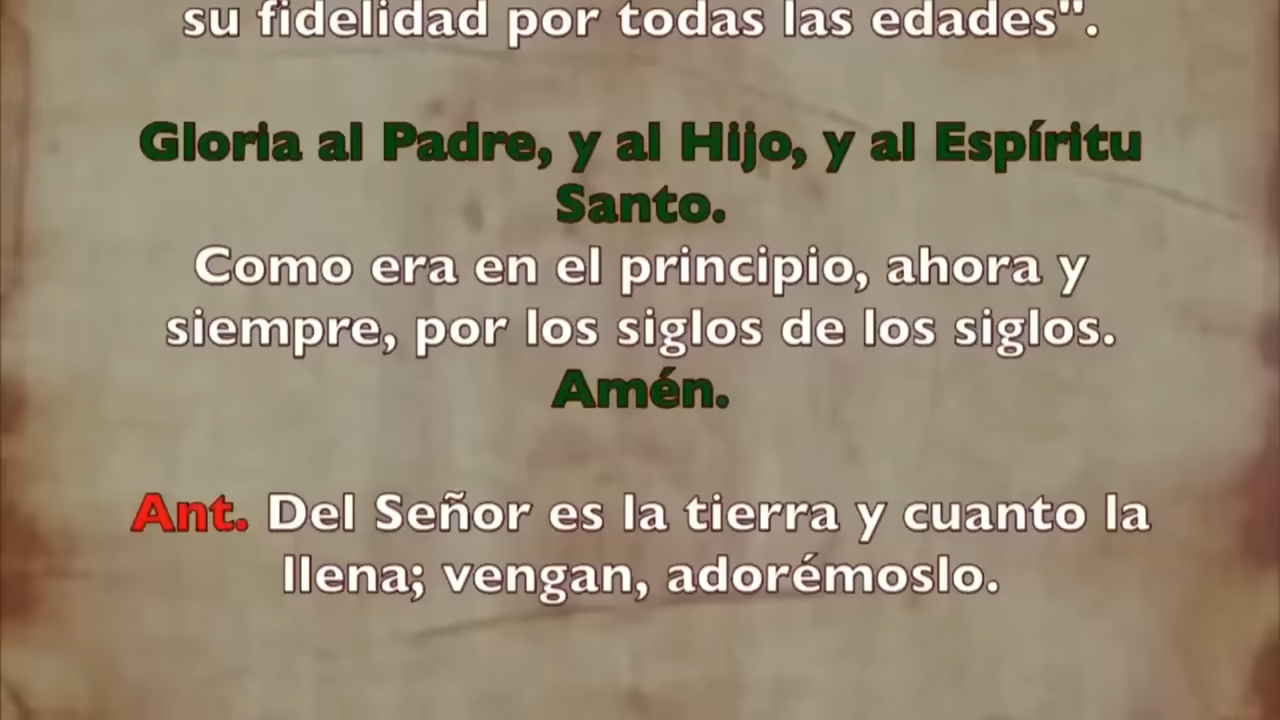 su fidelidad por todas las edades".
Gloria al Padre, y al Hijo, y al Espíritu
Santo.
Como era en el principio, ahora y
siempre, por los siglos de los siglos.
Amén.
Ant. Del Señor es la tierra y cuanto la
llena; vengan, adorémoslo.